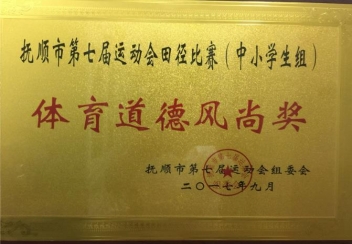 抚顺市第七届运动会田径比赛（中小学生组）
体育道德风尚奖
抚顺市第七届运动会组委会
二〇一七年九月